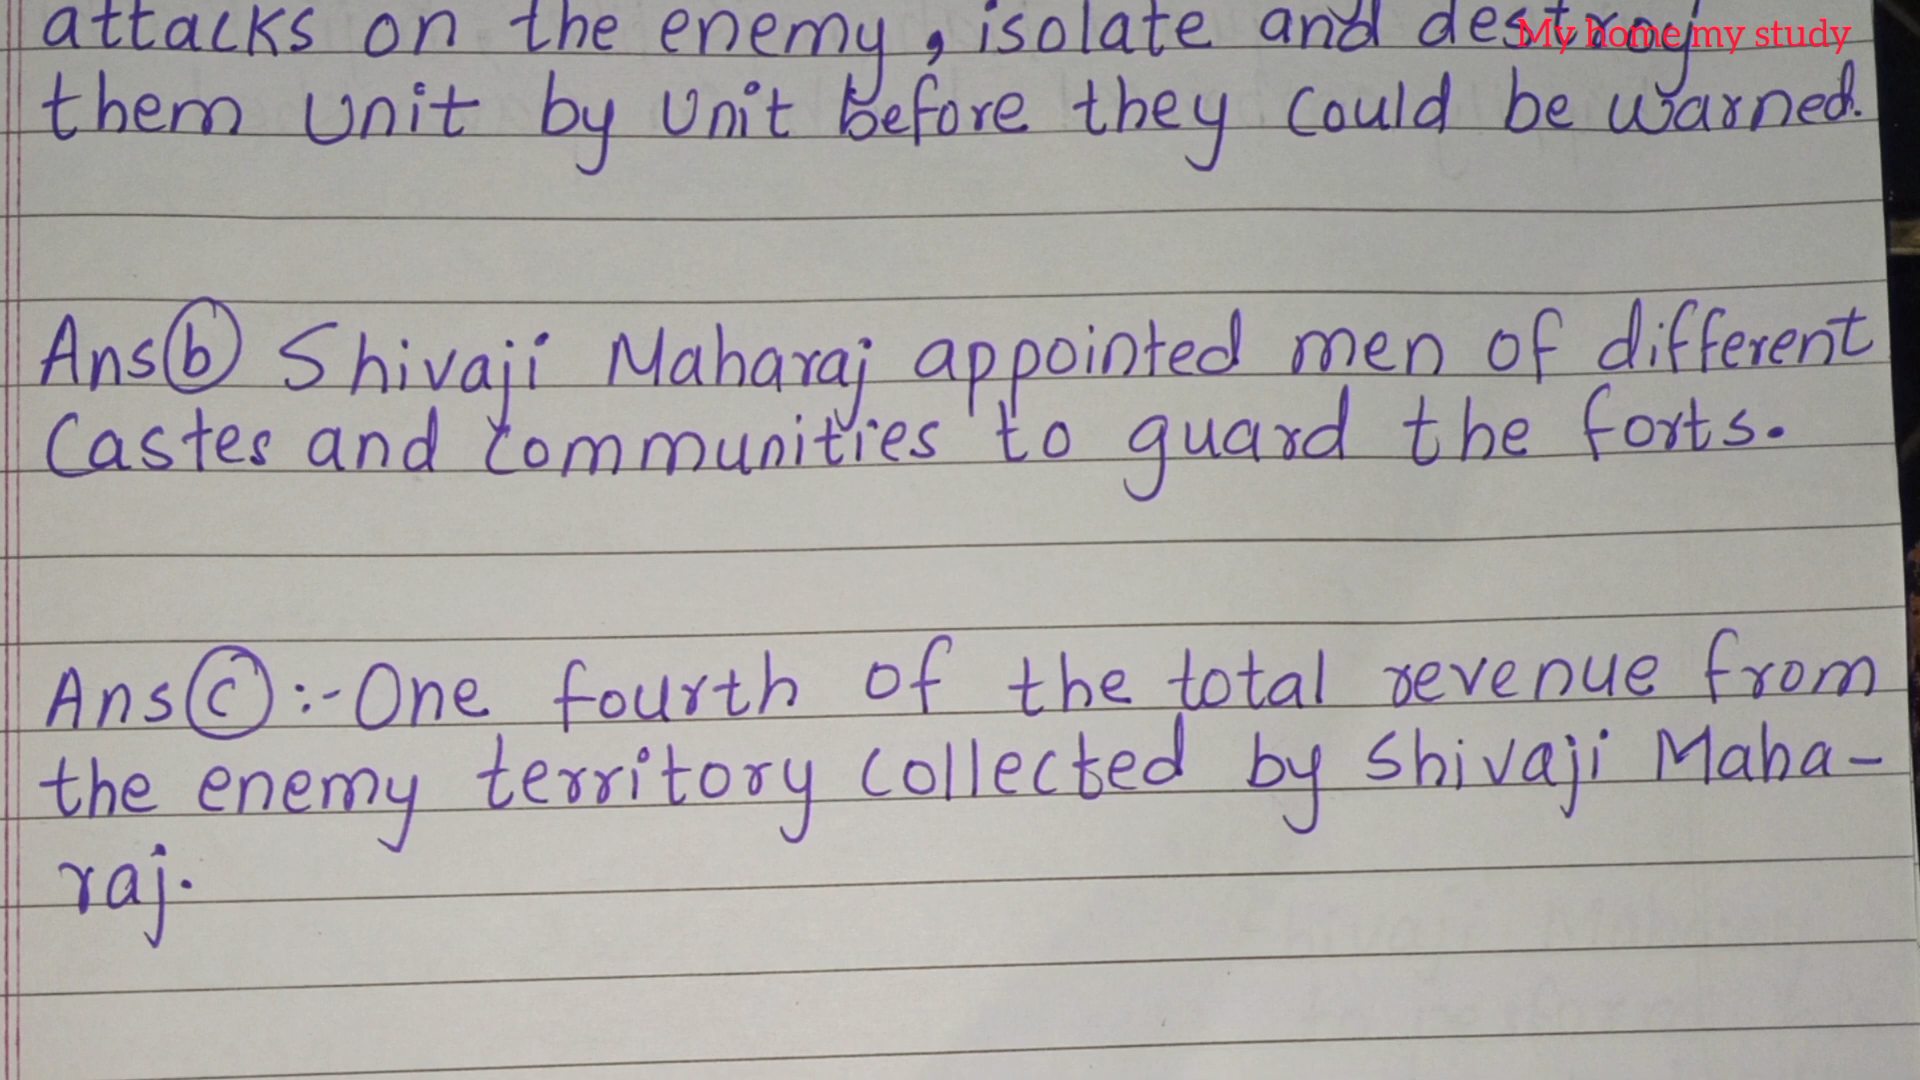 attacks on the enemy, isolate and destroy
My home my study
them Unit by Unit before they could be warned.
Ans (b) Shivaji Maharaj appointed men of different
Castes and Communities to guard the forts.
Ans (c) :- One fourth of the total revenue from
the enemy territory collected by Shivaji Maha-
raj.